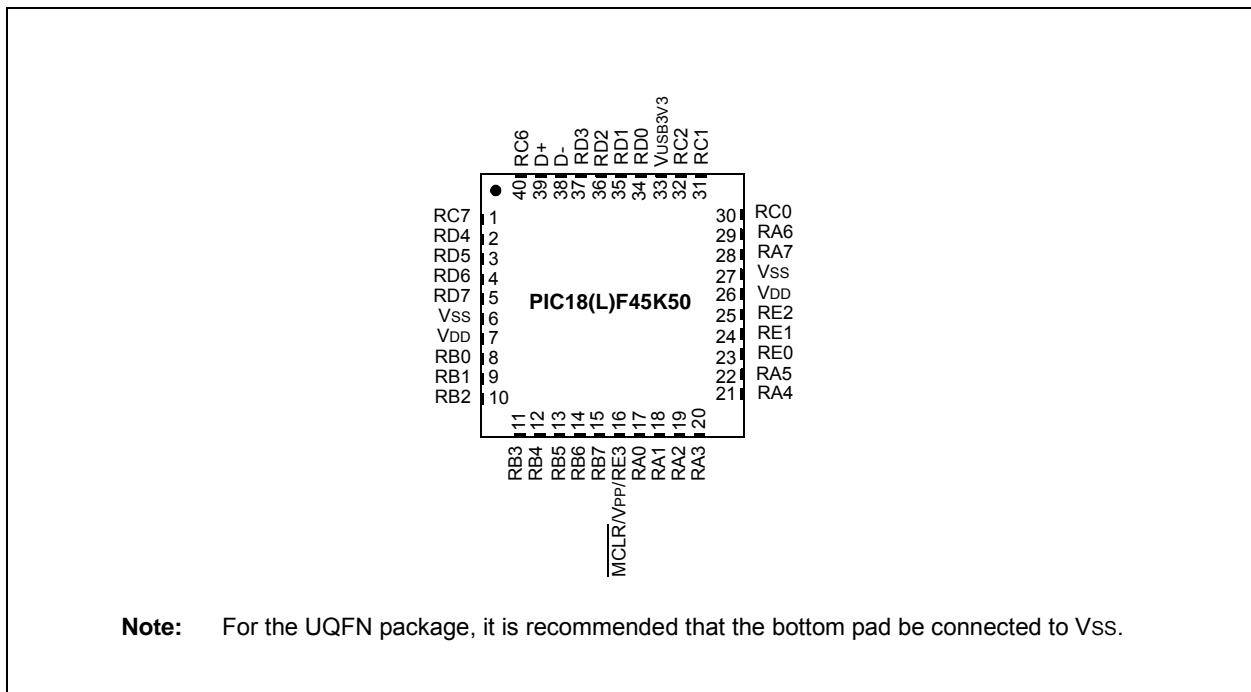 RC6
D+
D-
RD3
RD2
RD1
RD0
VUSB3V3
RC2
RC1
40
39
38
37
36
35
34
33
32
31
RC7 1
RD4 2
RD5 3
RD6 4
RD7 5
VSS 6
VDD 7
RB0 8
RB1 9
RB2 10
PIC18(L)F45K50
30 RC0
29 RA6
28 RA7
27 VSS
26 VDD
25 RE2
24 RE1
23 RE0
22 RA5
21 RA4
11
12
13
14
15
16
17
18
19
20
RB3
RB4
RB5
RB6
RB7
MCLR/VPP/RE3
RA0
RA1
RA2
RA3
Note: For the UQFN package, it is recommended that the bottom pad be connected to VSS.